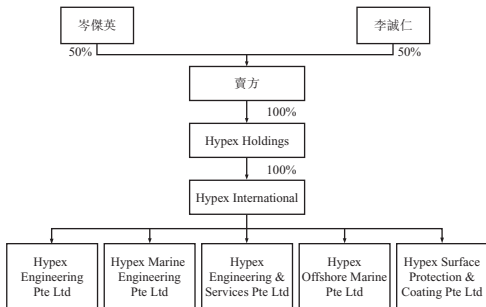 岑傑英
李誠仁
50%
50%
賣方
100%
Hypex Holdings
100%
Hypex International
Hypex
Engineering
Pte Ltd
Hypex Marine
Engineering
Pte Ltd
Hypex
Engineering &
Services Pte Ltd
Hypex
Offshore Marine
Pte Ltd
Hypex Surface
Protection &
Coating Pte Ltd